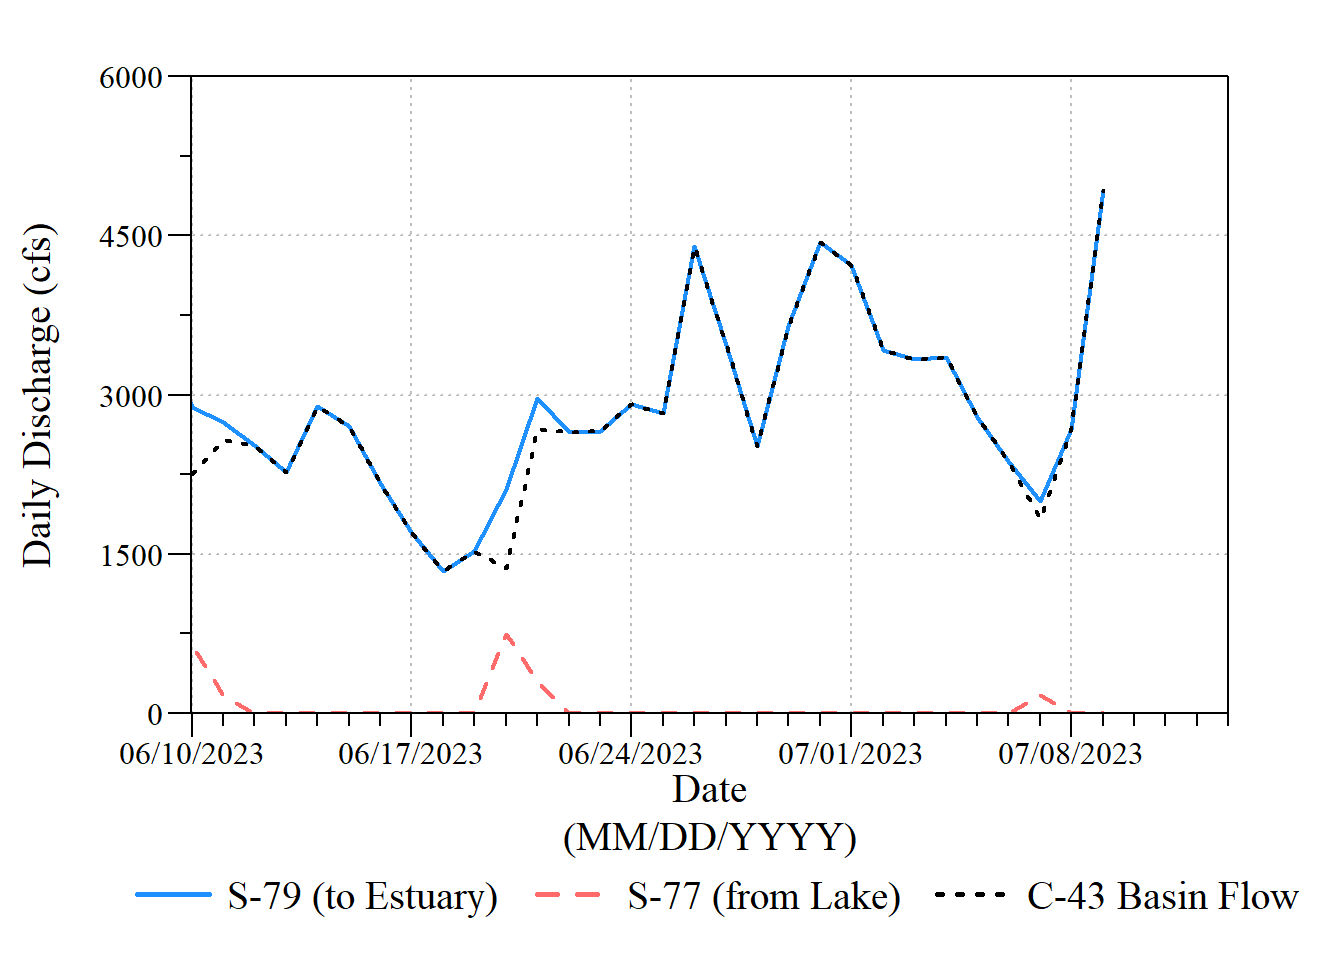 6000
4500
3000
1500
0
Daily Discharge (cfs)
06/10/2023 06/17/2023 06/24/2023 07/01/2023 07/08/2023
Date
(MM/DD/YYYY)
S-79 (to Estuary) S-77 (from Lake) C-43 Basin Flow